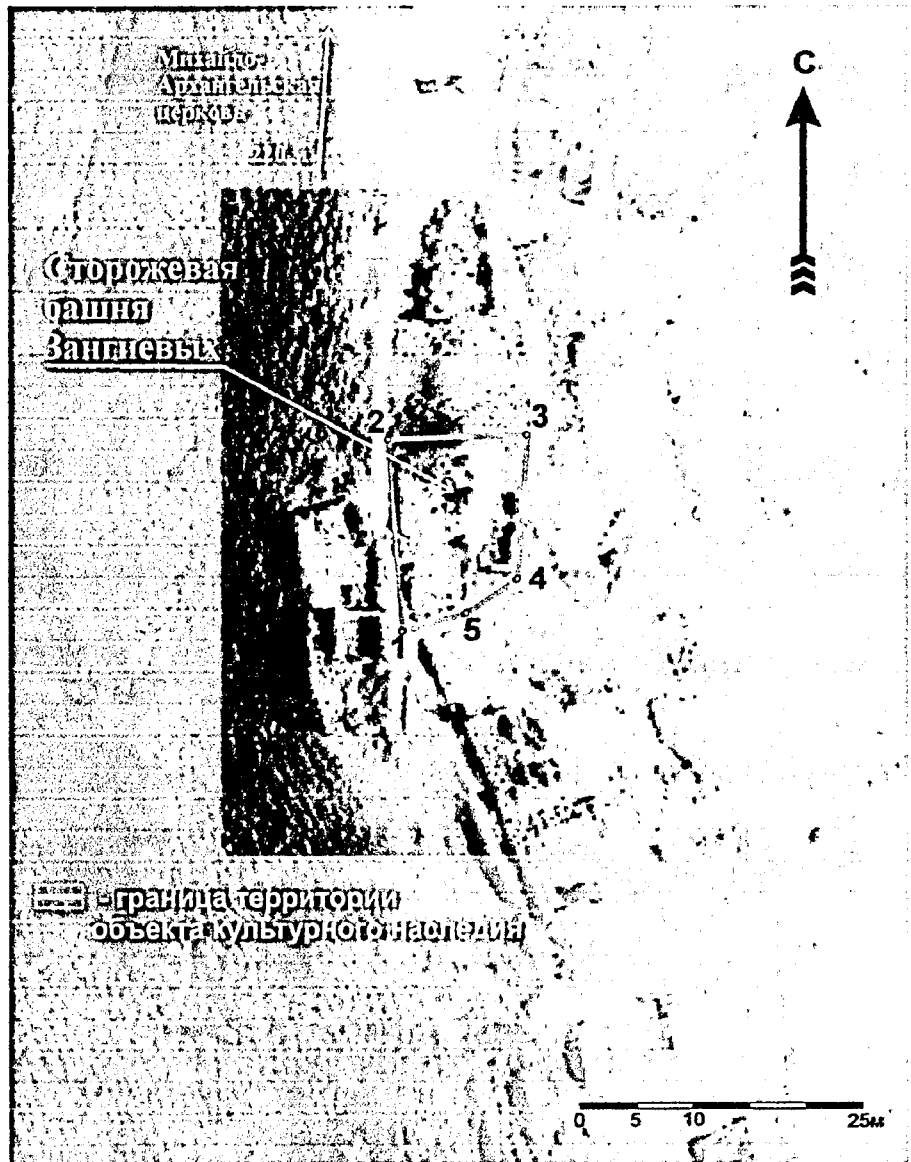 Михайло-
Архангельская
церковь
С
Сторожевая
башня
Зангиевых
2
3
4
5
1
- граница территории
объекта культурного наследия
0 5 10 25м